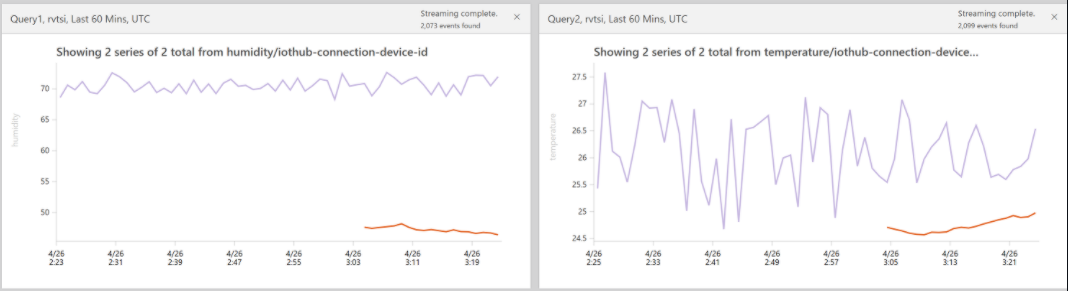 Query1, rvtsi, Last 60 Mins, UTC
Streaming complete.
2,073 events found
×
Showing 2 series of 2 total from humidity/iothub-connection-device-id
humidity
70
65
60
55
50
4/26 4/26 4/26 4/26 4/26 4/26 4/26 4/26
2:23 2:31 2:39 2:47 2:55 3:03 3:11 3:19
Query2, rvtsi, Last 60 Mins, UTC
Streaming complete.
2,099 events found
×
Showing 2 series of 2 total from temperature/iothub-connection-device...
temperature
27.5
27
26.5
26
25.5
25
24.5
4/26 4/26 4/26 4/26 4/26 4/26 4/26 4/26
2:25 2:33 2:41 2:49 2:57 3:05 3:13 3:21